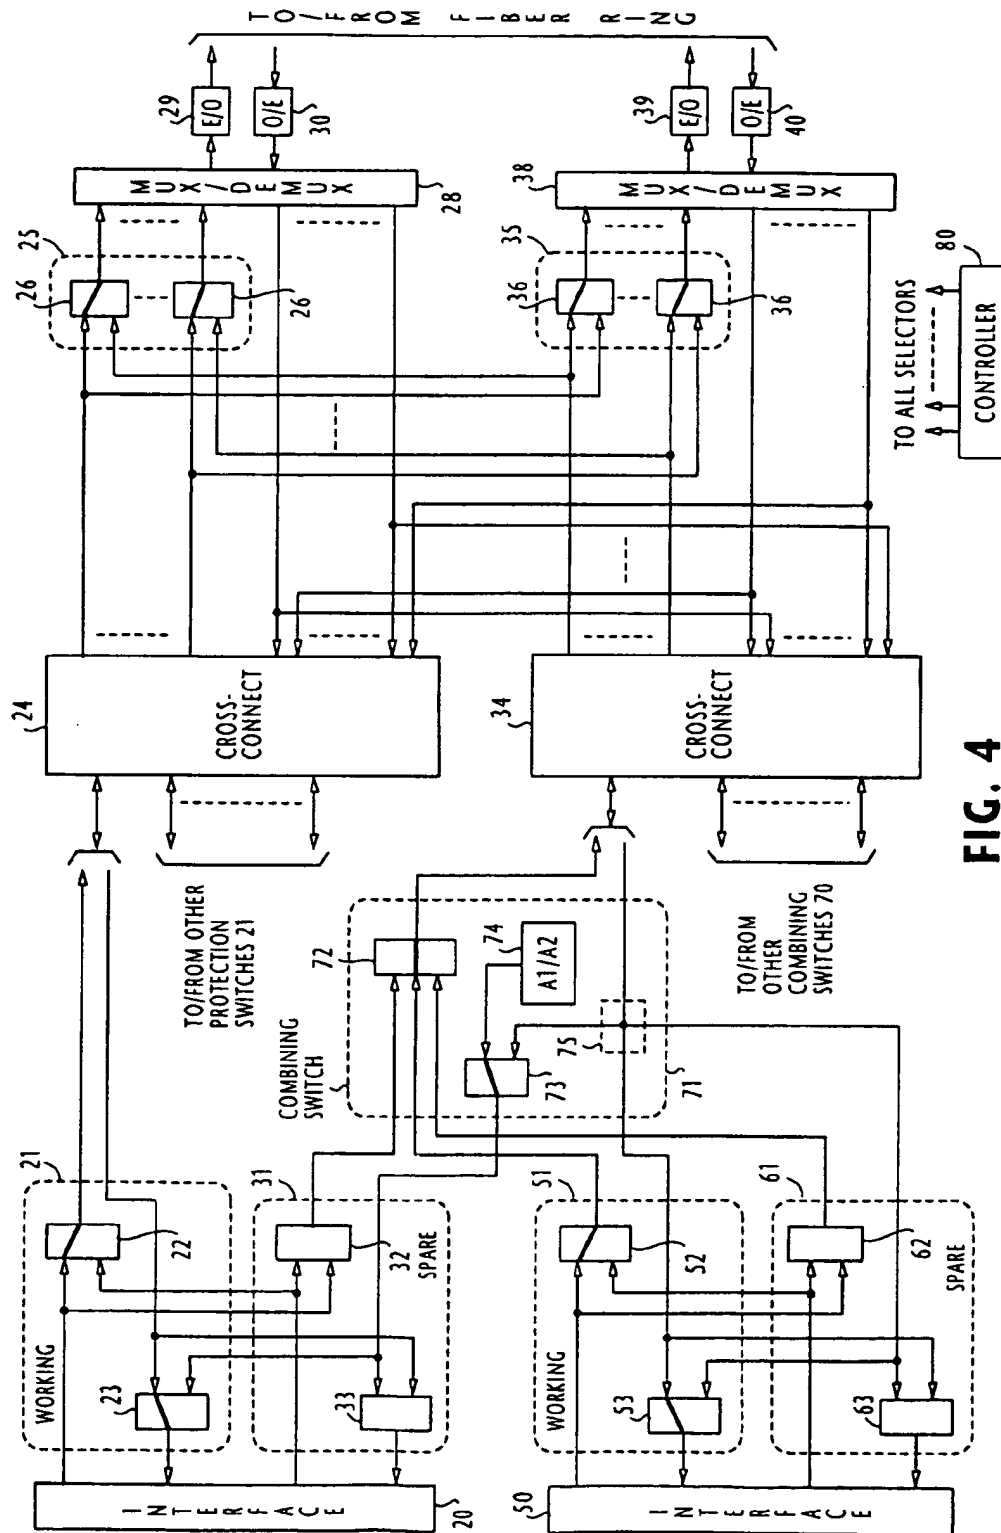 TO/FROM FIBER RING
29
E/O
O/E
30
39
E/O
O/E
40
MUX/DEMUX
28
38
MUX/DEMUX
25
26
26
35
36
36
80
TO ALL SELECTORS
CONTROLLER
24
CROSS-
CONNECT
34
CROSS-
CONNECT
TO/FROM OTHER
PROTECTION
SWITCHES 21
72
74
A1/A2
TO/FROM
OTHER
COMBINING
SWITCHES 70
COMBINING
SWITCH
73
75
71
21
22
31
32
SPARE
51
52
61
62
SPARE
WORKING
23
33
WORKING
53
63
INTERFACE
20
50
INTERFACE
FIG. 4